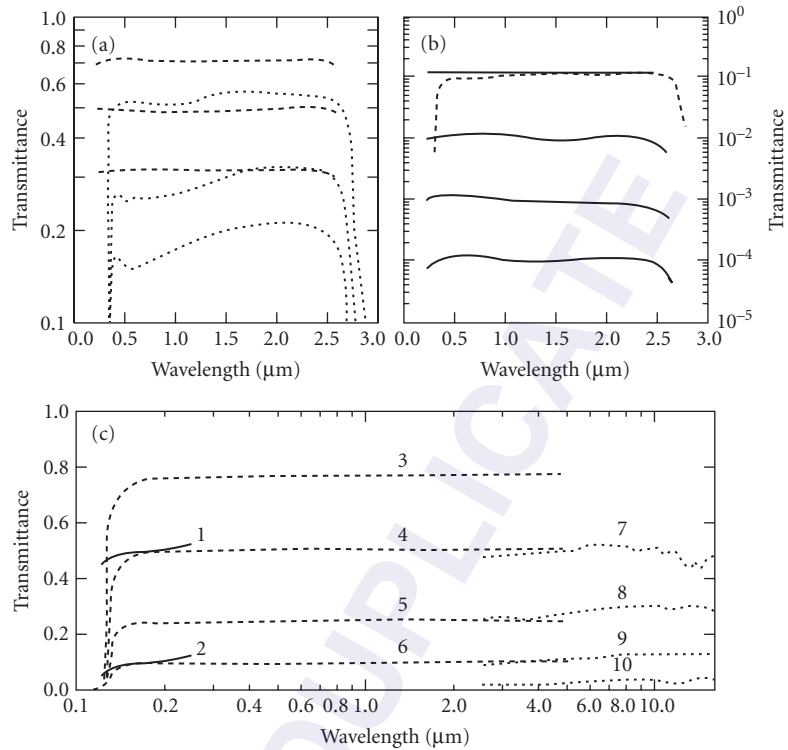 (a)
Transmittance
1.0
0.8
0.7
0.6
0.4
0.2
0.1
0.0 0.5 1.0 1.5 2.0 2.5 3.0
Wavelength (μm)
(b)
Transmittance
10⁰
10⁻¹
10⁻²
10⁻³
10⁻⁴
10⁻⁵
0.0 0.5 1.0 1.5 2.0 2.5 3.0
Wavelength (μm)
(c)
Transmittance
1.0
0.8
0.6
0.4
0.2
0.0
3
1
4
7
5
8
2
6
9
10
0.1 0.2 0.4 0.6 0.8 1.0 2.0 4.0 6.0 8.0 10.0
Wavelength (μm)
DUPLICATE